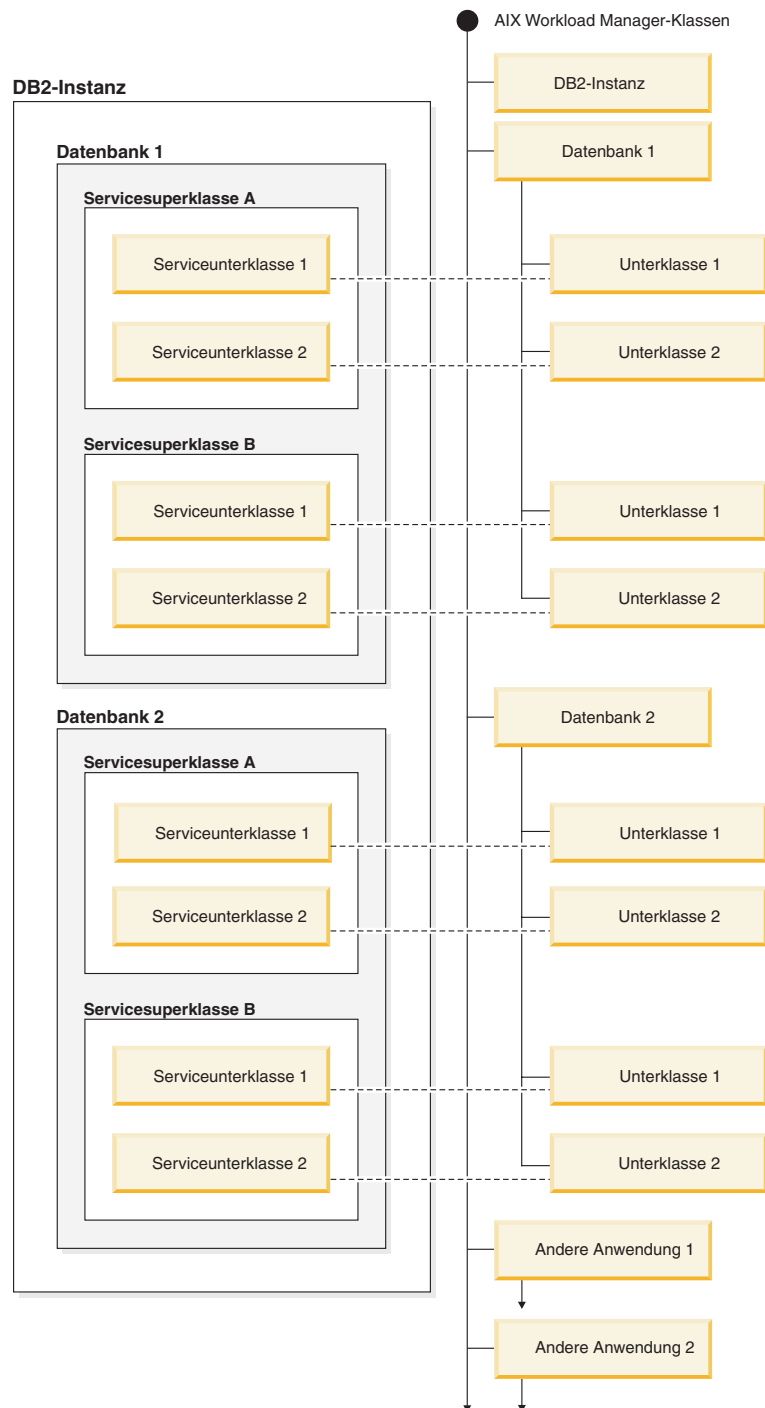 AIX Workload Manager-Klassen
DB2-Instanz
DB2-Instanz
Datenbank 1
Datenbank 1
Servicesuperklasse A
Serviceunterklasse 1
Unterklasse 1
Serviceunterklasse 2
Unterklasse 2
Servicesuperklasse B
Serviceunterklasse 1
Unterklasse 1
Serviceunterklasse 2
Unterklasse 2
Datenbank 2
Datenbank 2
Servicesuperklasse A
Serviceunterklasse 1
Unterklasse 1
Serviceunterklasse 2
Unterklasse 2
Servicesuperklasse B
Serviceunterklasse 1
Unterklasse 1
Serviceunterklasse 2
Unterklasse 2
Andere Anwendung 1
Andere Anwendung 2